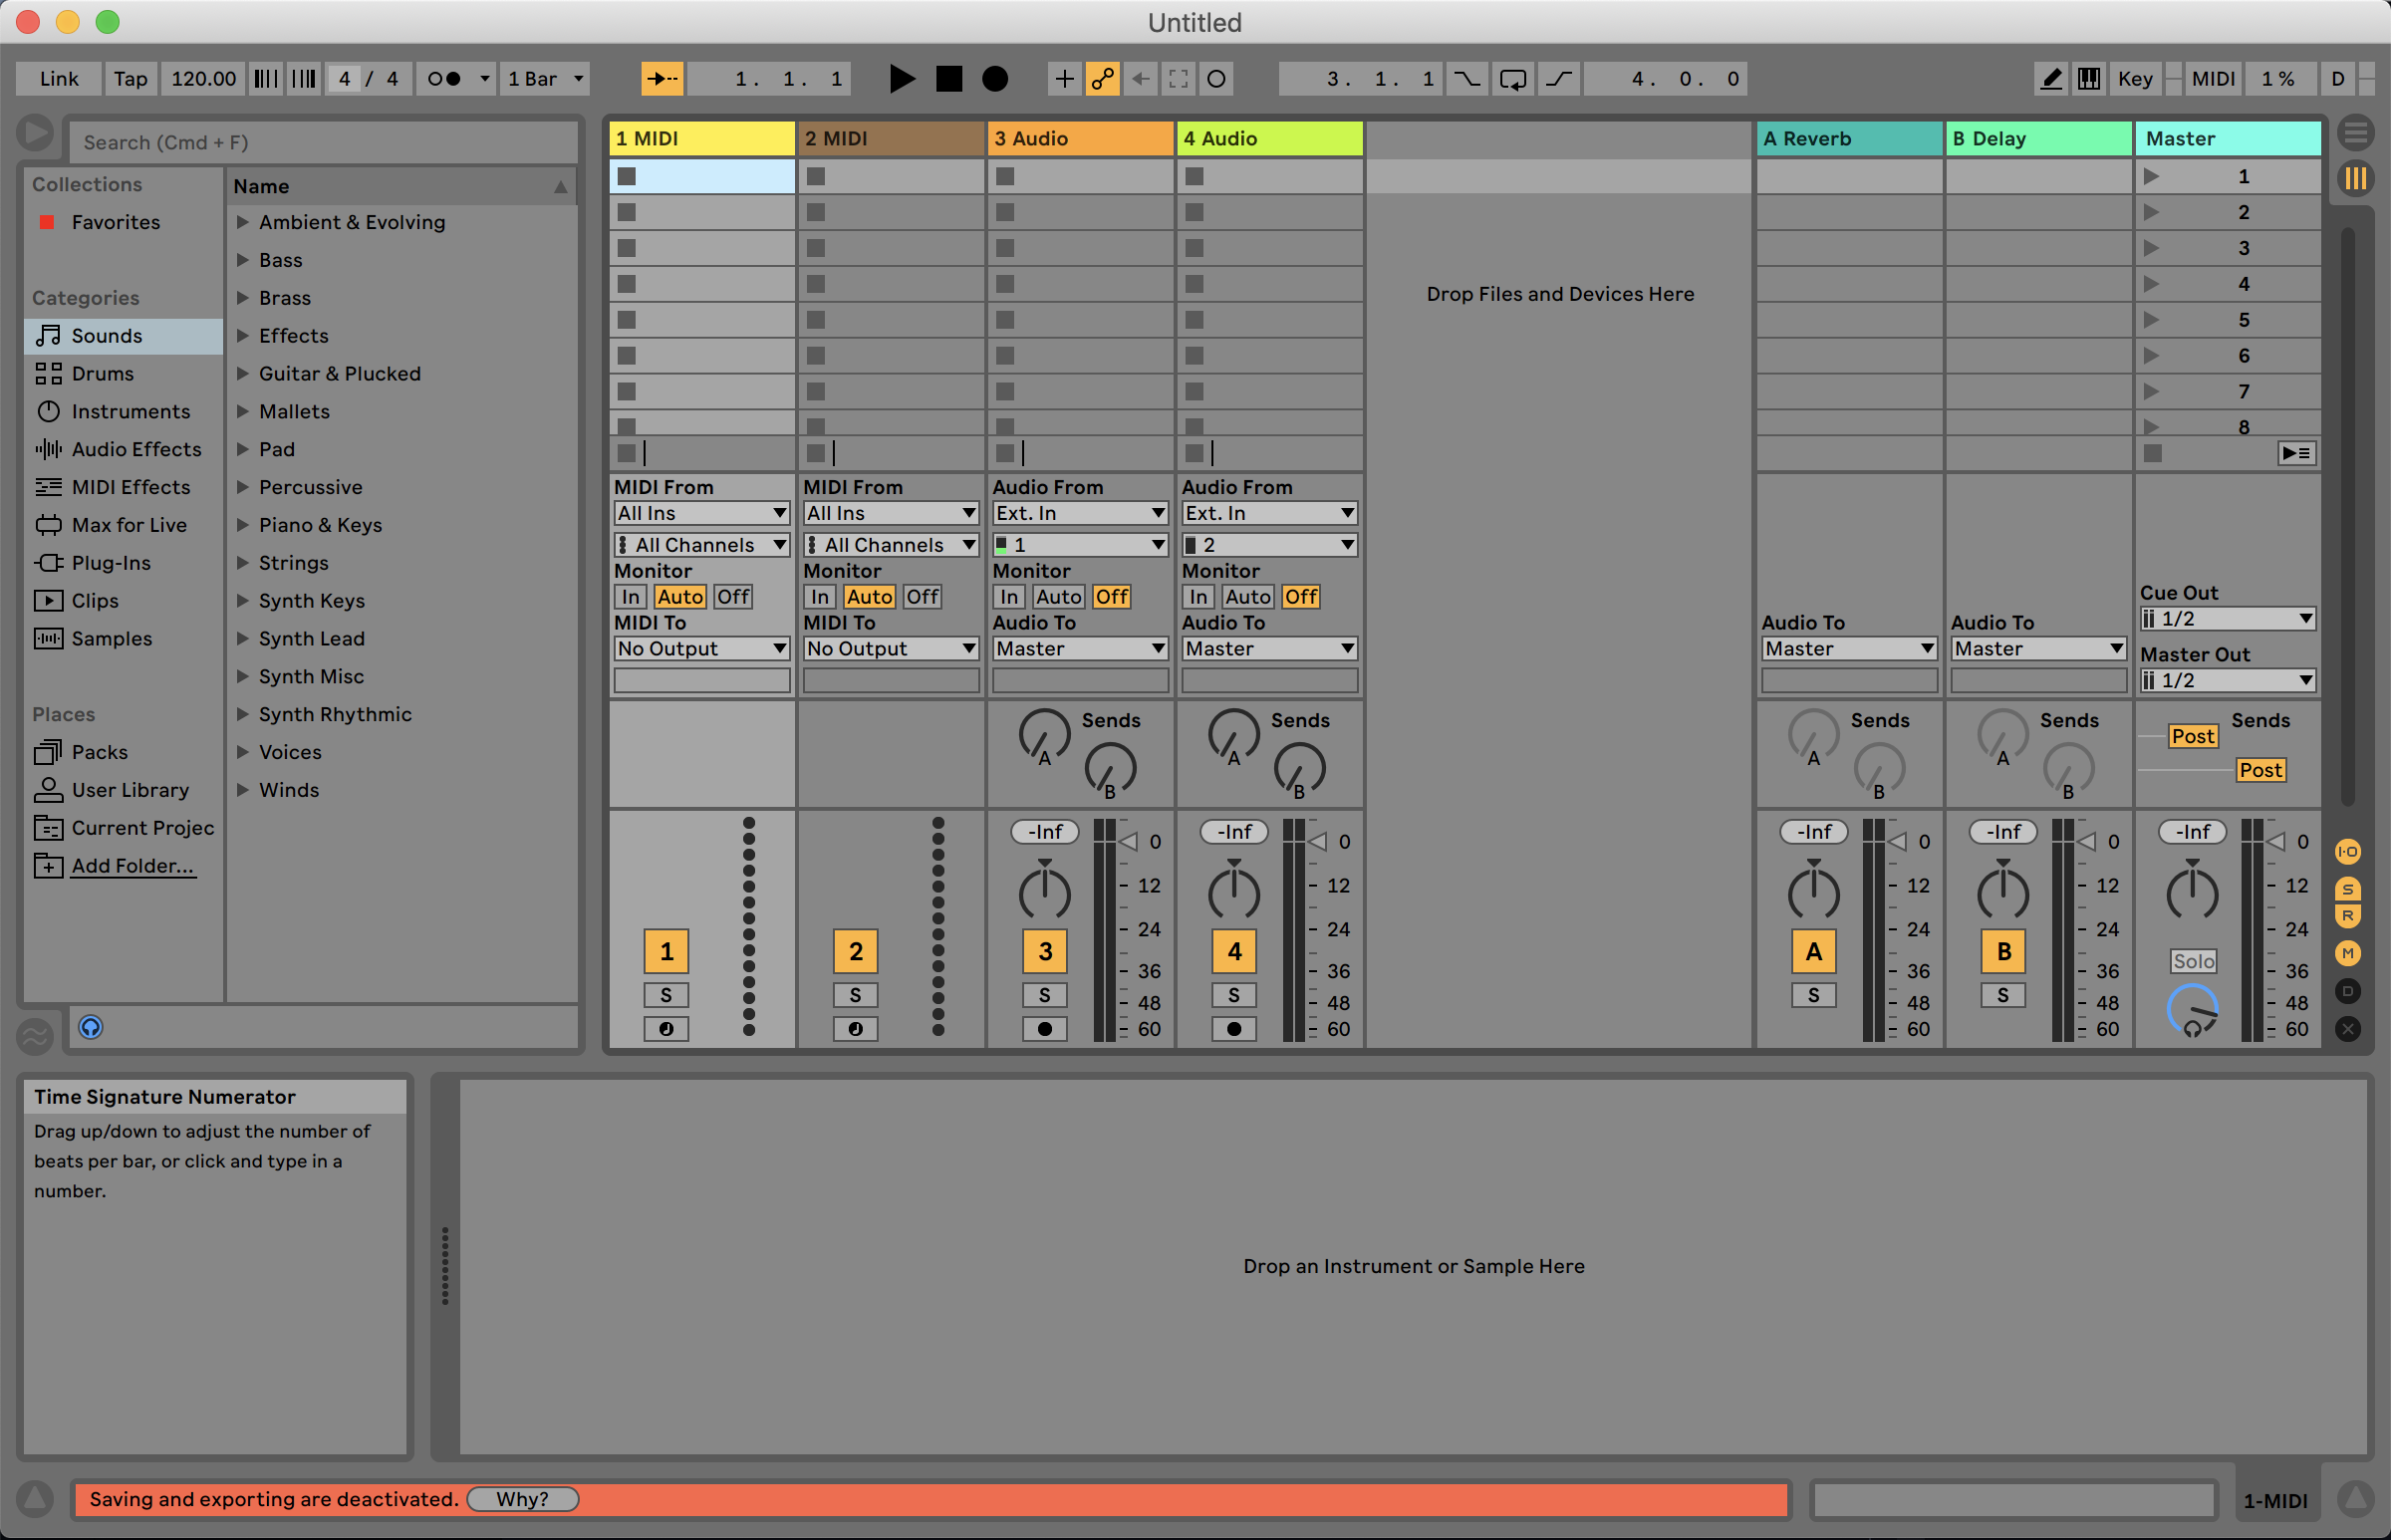 Untitled
Link Tap 120.00 4 / 4 1 Bar 1. 1. 1 3. 1. 1 4. 0. 0 Key MIDI 1 % D
Search (Cmd + F)
Collections
Favorites
Categories
Sounds
Drums
Instruments
Audio Effects
MIDI Effects
Max for Live
Plug-Ins
Clips
Samples
Places
Packs
User Library
Current Projec
Add Folder...
Name
Ambient & Evolving
Bass
Brass
Effects
Guitar & Plucked
Mallets
Pad
Percussive
Piano & Keys
Strings
Synth Keys
Synth Lead
Synth Misc
Synth Rhythmic
Voices
Winds
1 MIDI 2 MIDI 3 Audio 4 Audio A Reverb B Delay Master
1
2
3
4
5
6
7
8
Drop Files and Devices Here
MIDI From MIDI From Audio From Audio From
All Ins All Ins Ext. In Ext. In
All Channels All Channels 1 2
Monitor Monitor Monitor Monitor
In Auto Off In Auto Off In Auto Off In Auto Off
Cue Out
1/2
MIDI To MIDI To Audio To Audio To Audio To Audio To
No Output No Output Master Master Master Master
Master Out
1/2
A Sends B A Sends B A Sends B A Sends B Sends
Post
Post
-Inf -Inf -Inf -Inf -Inf
0 0 0 0 0
12 12 12 12 12
24 24 24 24 24
1 2 3 4 A B
Solo
36 36 36 36 36
S S S S S S
48 48 48 48 48
60 60 60 60 60
I·O
S
R
M
D
X
Time Signature Numerator
Drag up/down to adjust the number of
beats per bar, or click and type in a
number.
Drop an Instrument or Sample Here
Saving and exporting are deactivated. Why?
1-MIDI